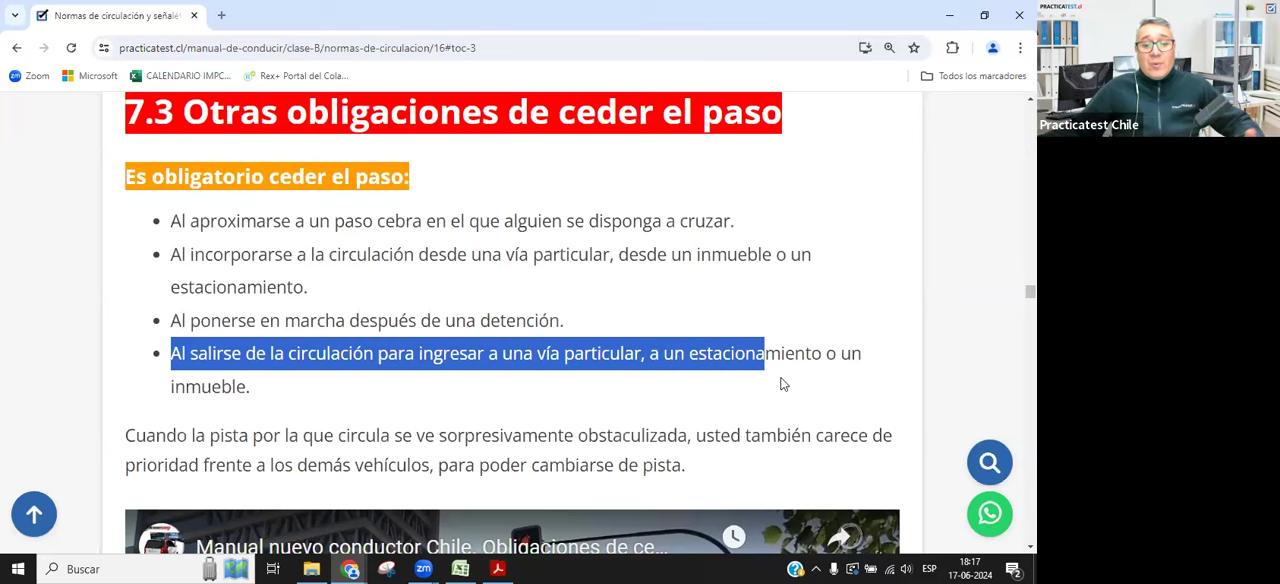 Normas de circulación y señalét
practicatest.cl/manual-de-conducir/clase-B/normas-de-circulacion/16#toc-3
Zoom
Microsoft
CALENDARIO IMPC...
Rex+ Portal del Cola...
Todos los marcadores
PRACTICATEST.cl
Practicatest Chile
7.3 Otras obligaciones de ceder el paso
Es obligatorio ceder el paso:
Al aproximarse a un paso cebra en el que alguien se disponga a cruzar.
Al incorporarse a la circulación desde una vía particular, desde un inmueble o un
estacionamiento.
Al ponerse en marcha después de una detención.
Al salirse de la circulación para ingresar a una vía particular, a un estacionamiento o un
inmueble.
Cuando la pista por la que circula se ve sorpresivamente obstaculizada, usted también carece de
prioridad frente a los demás vehículos, para poder cambiarse de pista.
Manual nuevo conductor Chile. Obligaciones de ce...
Buscar
zm
ESP
18:17
17-06-2024
2